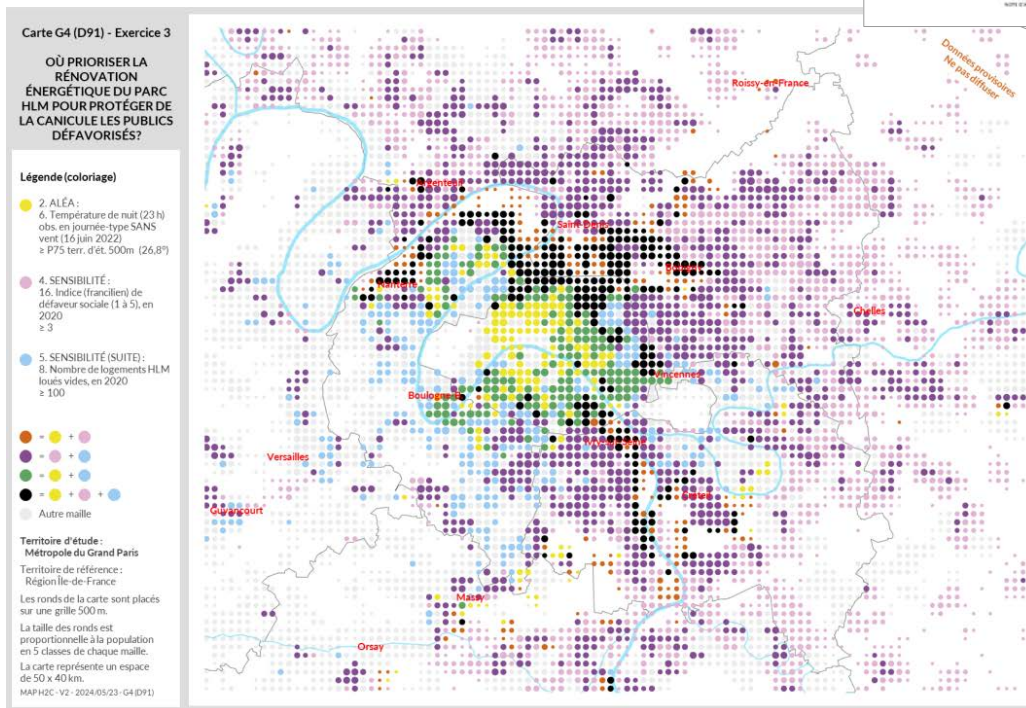 Carte G4 (D91) - Exercice 3
OÙ PRIORISER LA
RÉNOVATION
ÉNERGÉTIQUE DU PARC
HLM POUR PROTÉGER DE
LA CANICULE LES PUBLICS
DÉFAVORISÉS?
Légende (coloriage)
2. ALÉA :
6. Température de nuit (23 h)
obs. en journée-type SANS
vent (16 juin 2022)
≥ P75 terr. d'ét. 500m (26,8°)
4. SENSIBILITÉ :
16. Indice (francilien) de
défaveur sociale (1 à 5), en
2020
≥ 3
5. SENSIBILITÉ (SUITE) :
8. Nombre de logements HLM
loués vides, en 2020
≥ 100
= +
= +
= +
= + +
Autre maille
Territoire d'étude :
Métropole du Grand Paris
Territoire de référence :
Région Île-de-France
Les ronds de la carte sont placés
sur une grille 500 m.
La taille des ronds est
proportionnelle à la population
en 5 classes de chaque maille.
La carte représente un espace
de 50 x 40 km.
MAP H2C - V2 - 2024/05/23 - G4 (D91)
Données provisoires
Ne pas diffuser
Roissy-en-France
Argenteuil
Saint-Denis
Bobigny
Nanterre
Chelles
Vincennes
Boulogne-B.
Versailles
Créteil
Guyancourt
Massy
Orsay